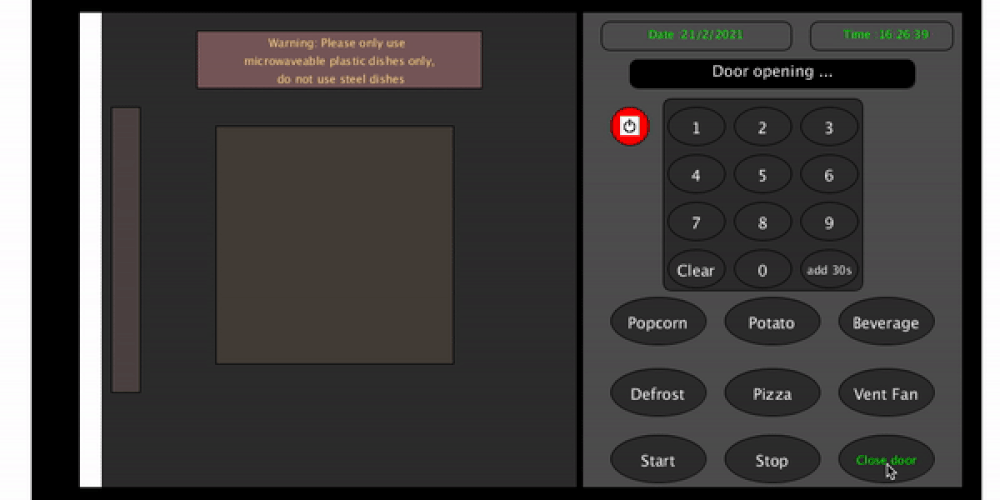 Warning: Please only use
microwaveable plastic dishes only,
do not use steel dishes
Date :21/2/2021
Time :16:26:39
Door opening ...
1 2 3
4 5 6
7 8 9
Clear 0 add 30s
Popcorn Potato Beverage
Defrost Pizza Vent Fan
Start Stop Close door